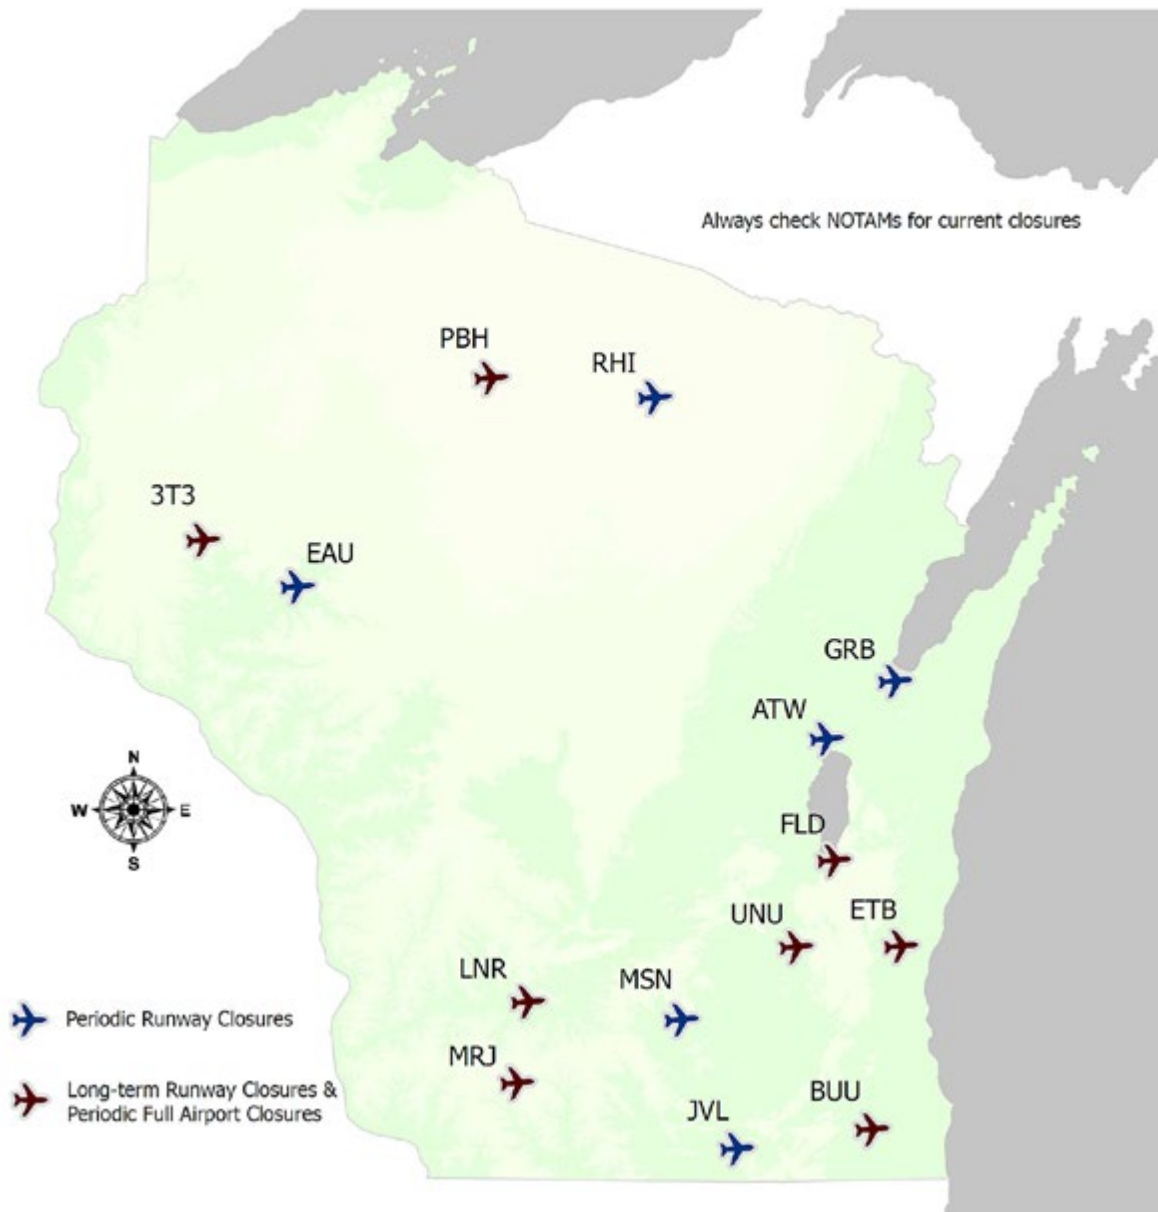 Always check NOTAMs for current closures
PBH
RHI
3T3
EAU
GRB
ATW
N
W
E
S
FLD
UNU
ETB
LNR
MSN
Periodic Runway Closures
MRJ
Long-term Runway Closures &
Periodic Full Airport Closures
BUU
JVL